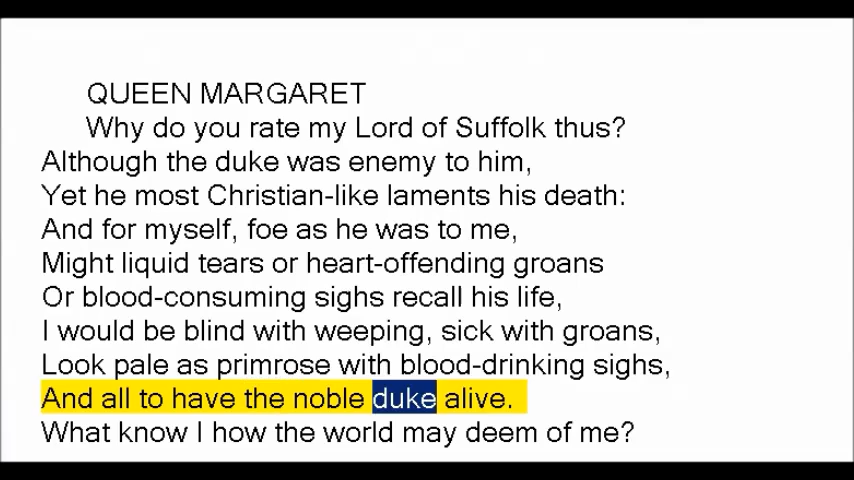 QUEEN MARGARET
Why do you rate my Lord of Suffolk thus?
Although the duke was enemy to him,
Yet he most Christian-like laments his death:
And for myself, foe as he was to me,
Might liquid tears or heart-offending groans
Or blood-consuming sighs recall his life,
I would be blind with weeping, sick with groans,
Look pale as primrose with blood-drinking sighs,
And all to have the noble duke alive.
What know I how the world may deem of me?